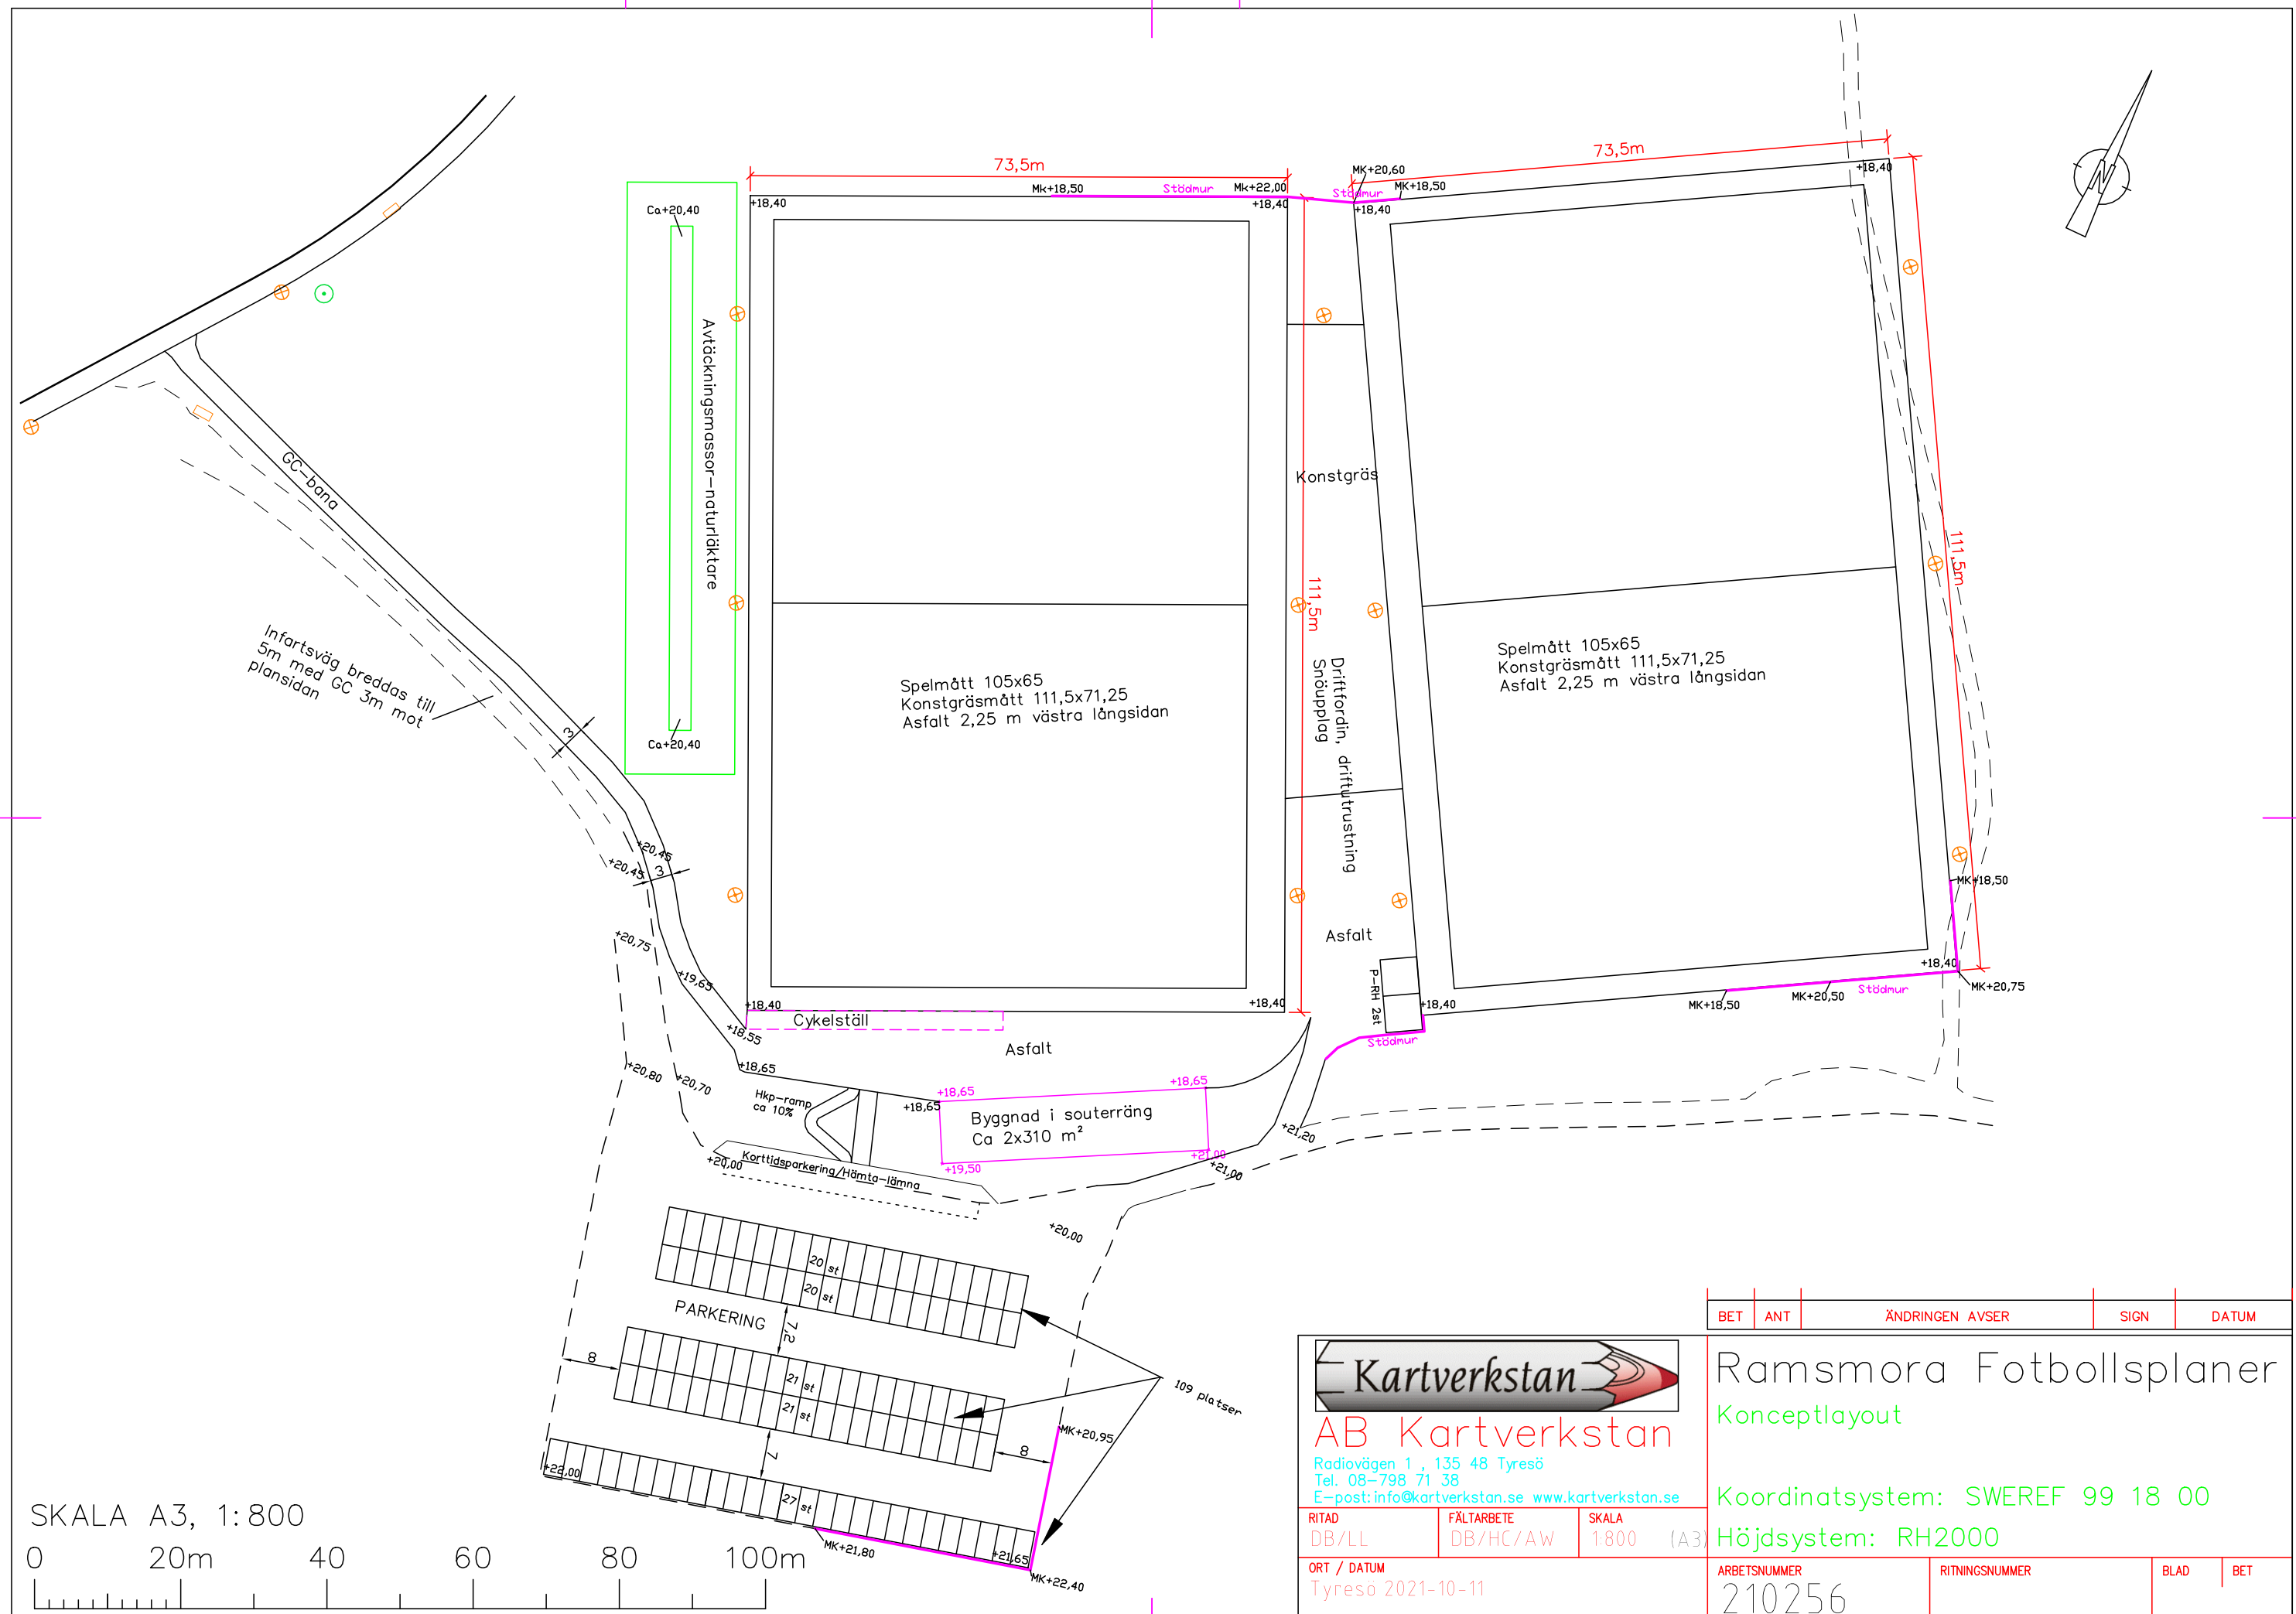 73,5m
73,5m
Mk+18,50
Stödmur
Mk+22,00
Stödmur
MK+20,60
MK+18,50
+18,40
+18,40
+18,40
+18,40
Ca+20,40
Avtäckningsmassor-naturläktare
Ca+20,40
GC-bana
Infartsväg breddas till
5m med GC 3m mot
plansidan
3
3
Konstgräs
111,5m
111,5m
Spelmått 105x65
Konstgräsmått 111,5x71,25
Asfalt 2,25 m västra långsidan
Spelmått 105x65
Konstgräsmått 111,5x71,25
Asfalt 2,25 m västra långsidan
Driftfordin, driftutrustning
Snöupplag
+20,45
+20,45
+20,75
+19,65
+18,40
+18,40
Asfalt
P-RH 2st
+18,40
+18,40
MK+18,50
MK+18,50
MK+20,50
Stödmur
MK+20,75
Stödmur
Cykelställ
+18,55
Asfalt
+18,65
+20,80
+20,70
Hkp-ramp
ca 10%
+18,65
+18,65
+18,65
Byggnad i souterräng
Ca 2x310 m²
+19,50
+21,00
+21,00
+21,20
+20,00
Korttidsparkering/Hämta-lämna
+20,00
20 st
20 st
PARKERING
7,2
8
21 st
21 st
7
8
27 st
+22,00
MK+20,95
109 platser
MK+21,80
+21,65
MK+22,40
SKALA A3, 1:800
0 20m 40 60 80 100m
BET ANT ÄNDRINGEN AVSER SIGN DATUM
Kartverkstan
AB Kartverkstan
Radiovägen 1 , 135 48 Tyresö
Tel. 08-798 71 38
E-post:info@kartverkstan.se www.kartverkstan.se
RITAD FÄLTARBETE SKALA
DB/LL DB/HC/AW 1:800 (A3)
ORT / DATUM
Tyresö 2021-10-11
Ramsmora Fotbollsplaner
Konceptlayout
Koordinatsystem: SWEREF 99 18 00
Höjdsystem: RH2000
ARBETSNUMMER RITNINGSNUMMER BLAD BET
210256